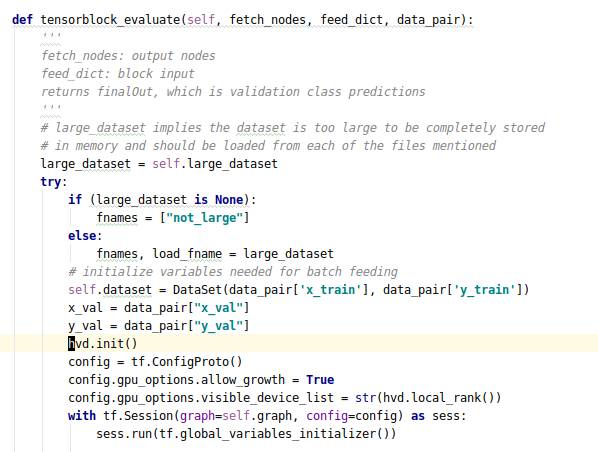 def tensorblock_evaluate(self, fetch_nodes, feed_dict, data_pair):
    '''
    fetch_nodes: output nodes
    feed_dict: block input
    returns finalOut, which is validation class predictions
    '''
    # large_dataset implies the dataset is too large to be completely stored
    # in memory and should be loaded from each of the files mentioned
    large_dataset = self.large_dataset
    try:
        if (large_dataset is None):
            fnames = ["not_large"]
        else:
            fnames, load_fname = large_dataset
        # initialize variables needed for batch feeding
        self.dataset = DataSet(data_pair['x_train'], data_pair['y_train'])
        x_val = data_pair["x_val"]
        y_val = data_pair["y_val"]
        hvd.init()
        config = tf.ConfigProto()
        config.gpu_options.allow_growth = True
        config.gpu_options.visible_device_list = str(hvd.local_rank())
        with tf.Session(graph=self.graph, config=config) as sess:
            sess.run(tf.global_variables_initializer())